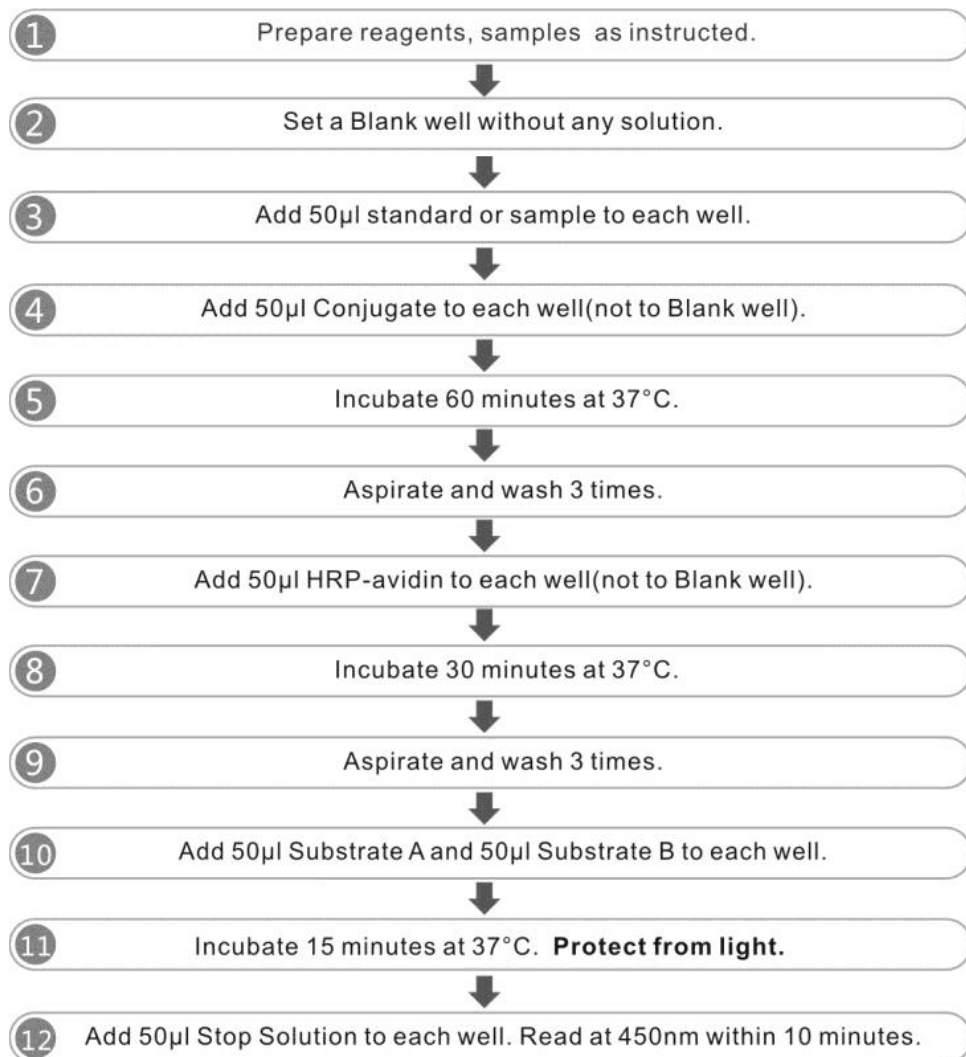 1 Prepare reagents, samples as instructed.
2 Set a Blank well without any solution.
3 Add 50μl standard or sample to each well.
4 Add 50μl Conjugate to each well(not to Blank well).
5 Incubate 60 minutes at 37°C.
6 Aspirate and wash 3 times.
7 Add 50μl HRP-avidin to each well(not to Blank well).
8 Incubate 30 minutes at 37°C.
9 Aspirate and wash 3 times.
10 Add 50μl Substrate A and 50μl Substrate B to each well.
11 Incubate 15 minutes at 37°C. Protect from light.
12 Add 50μl Stop Solution to each well. Read at 450nm within 10 minutes.